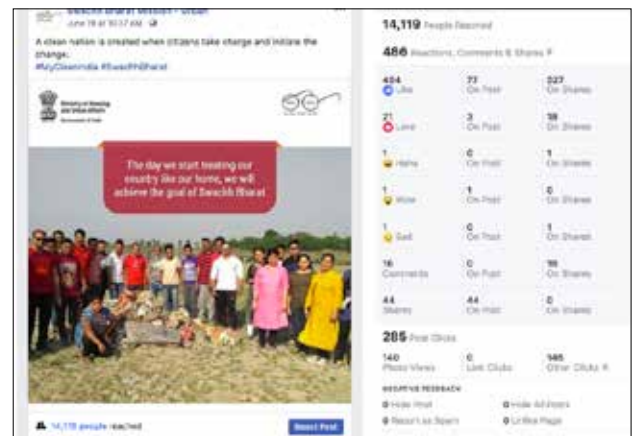 Swachh Bharat Mission - Urban
June 19 at 10:37 AM
A clean nation is created when citizens take charge and initiate the
change.
#MyCleanIndia #SwachhBharat
Ministry of Housing
and Urban Affairs
Government of India
The day we start treating our
country like our home, we will
achieve the goal of Swachh Bharat
14,119 people reached
Boost Post
14,119 People Reached
486 Reactions, Comments & Shares
404 77 327
Like On Post On Shares
21 3 18
Love On Post On Shares
1 0 1
Haha On Post On Shares
1 1 0
Wow On Post On Shares
1 0 1
Sad On Post On Shares
16 0 16
Comments On Post On Shares
44 44 0
Shares On Post On Shares
285 Post Clicks
140 0 145
Photo Views Link Clicks Other Clicks
NEGATIVE FEEDBACK
0 Hide Post 0 Hide All Posts
0 Report as Spam 0 Unlike Page